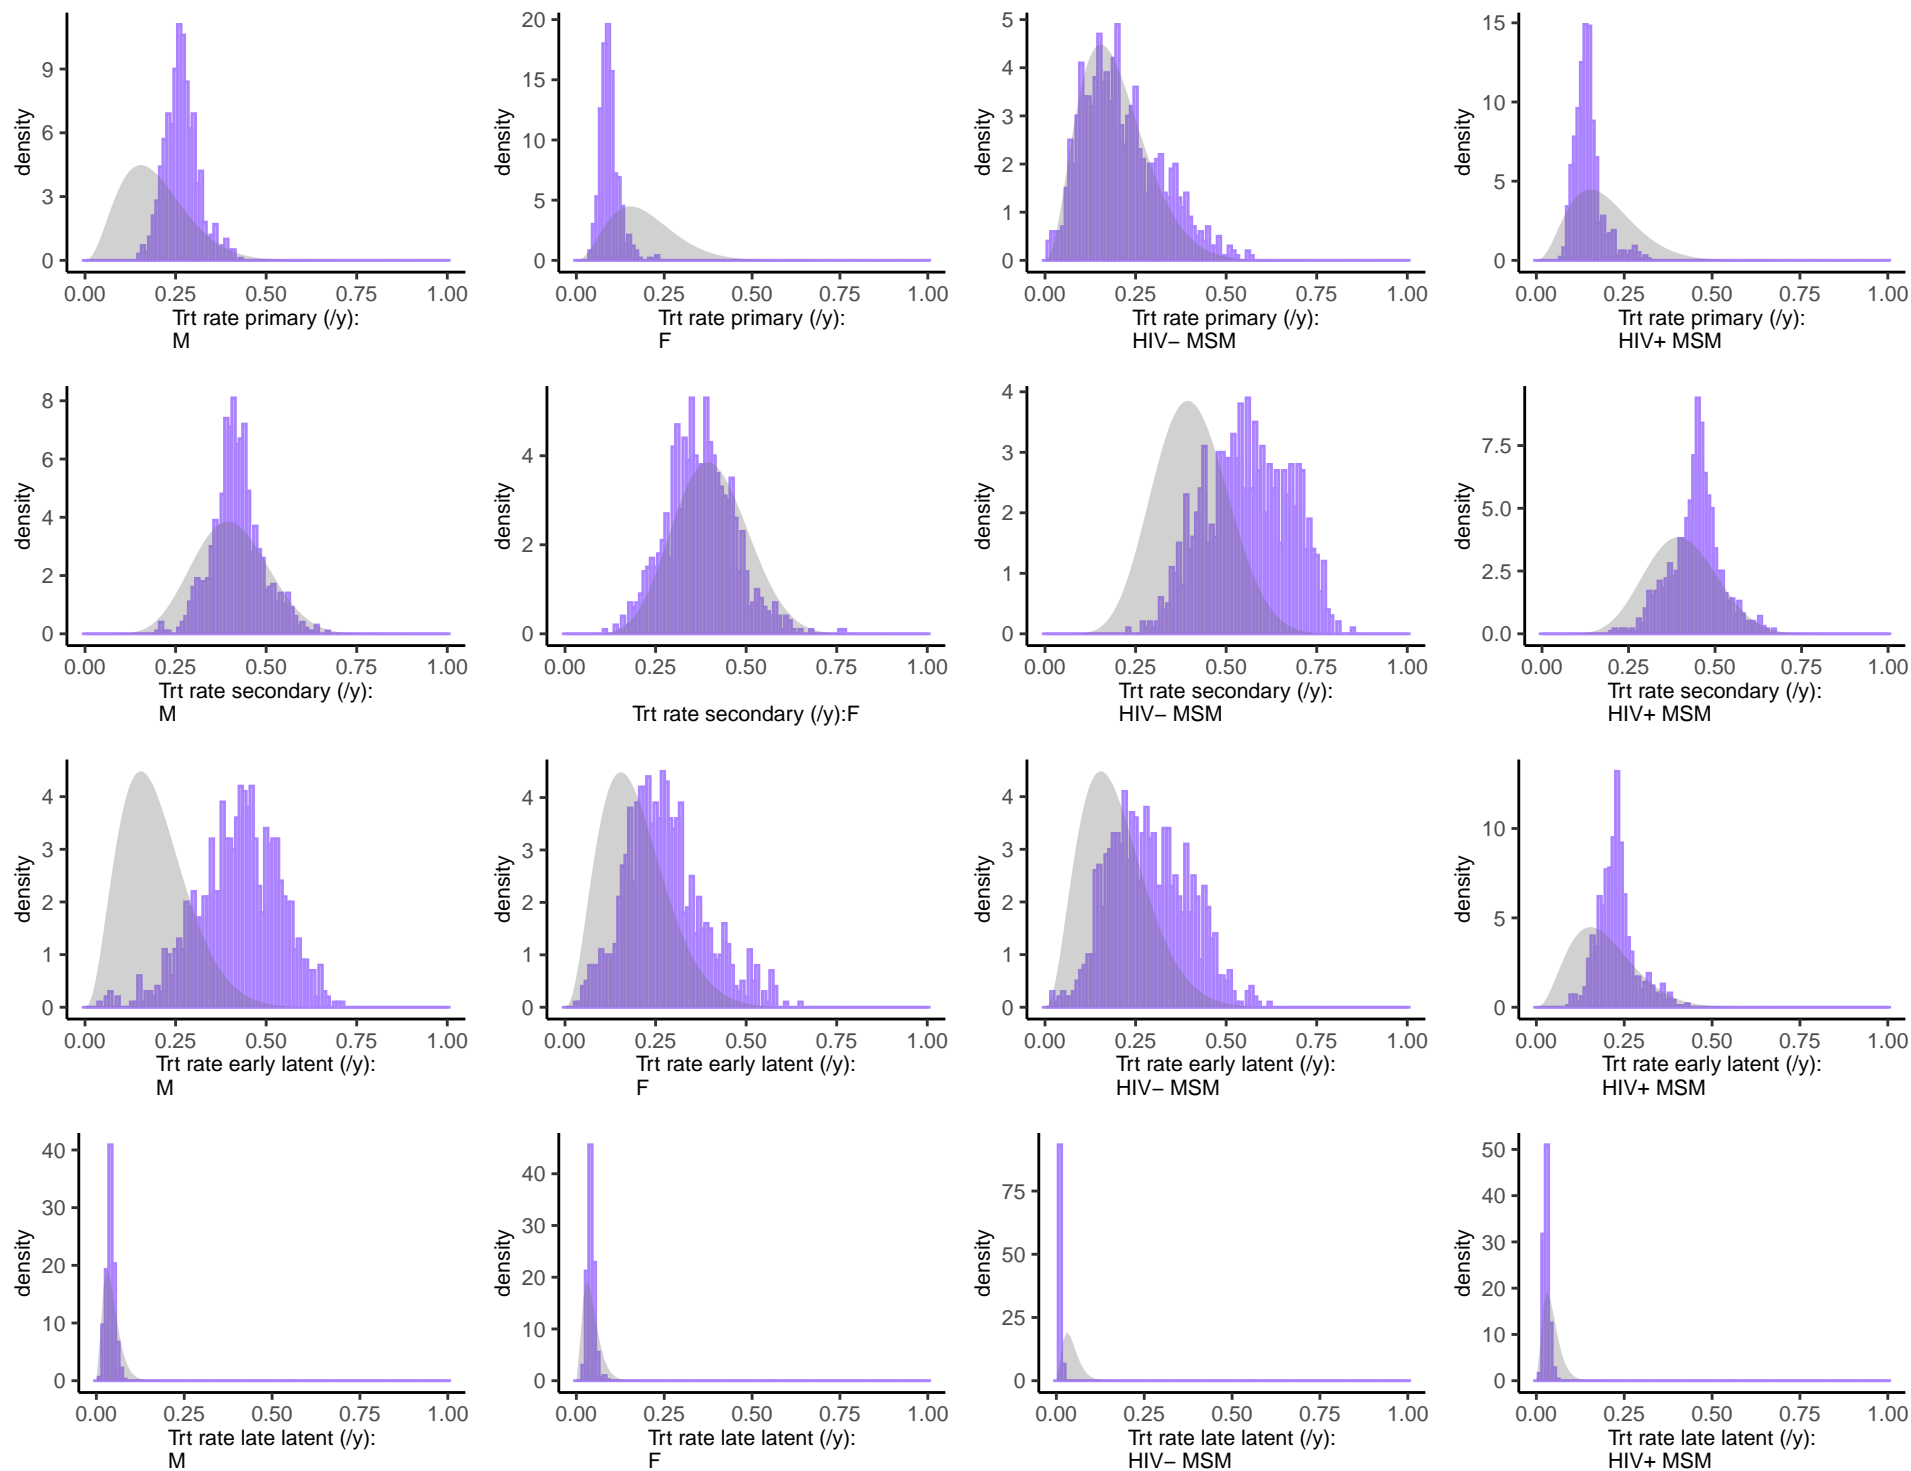 density
9
6
3
0
0.00 0.25 0.50 0.75 1.00
Trt rate primary (/y):
M
density
20
15
10
5
0
0.00 0.25 0.50 0.75 1.00
Trt rate primary (/y):
F
density
5
4
3
2
1
0
0.00 0.25 0.50 0.75 1.00
Trt rate primary (/y):
HIV− MSM
density
15
10
5
0
0.00 0.25 0.50 0.75 1.00
Trt rate primary (/y):
HIV+ MSM
density
8
6
4
2
0
0.00 0.25 0.50 0.75 1.00
Trt rate secondary (/y):
M
density
4
2
0
0.00 0.25 0.50 0.75 1.00
Trt rate secondary (/y):F
density
4
3
2
1
0
0.00 0.25 0.50 0.75 1.00
Trt rate secondary (/y):
HIV− MSM
density
7.5
5.0
2.5
0.0
0.00 0.25 0.50 0.75 1.00
Trt rate secondary (/y):
HIV+ MSM
density
4
3
2
1
0
0.00 0.25 0.50 0.75 1.00
Trt rate early latent (/y):
M
density
4
3
2
1
0
0.00 0.25 0.50 0.75 1.00
Trt rate early latent (/y):
F
density
4
3
2
1
0
0.00 0.25 0.50 0.75 1.00
Trt rate early latent (/y):
HIV− MSM
density
10
5
0
0.00 0.25 0.50 0.75 1.00
Trt rate early latent (/y):
HIV+ MSM
density
40
30
20
10
0
0.00 0.25 0.50 0.75 1.00
Trt rate late latent (/y):
M
density
40
30
20
10
0
0.00 0.25 0.50 0.75 1.00
Trt rate late latent (/y):
F
density
75
50
25
0
0.00 0.25 0.50 0.75 1.00
Trt rate late latent (/y):
HIV− MSM
density
50
40
30
20
10
0
0.00 0.25 0.50 0.75 1.00
Trt rate late latent (/y):
HIV+ MSM